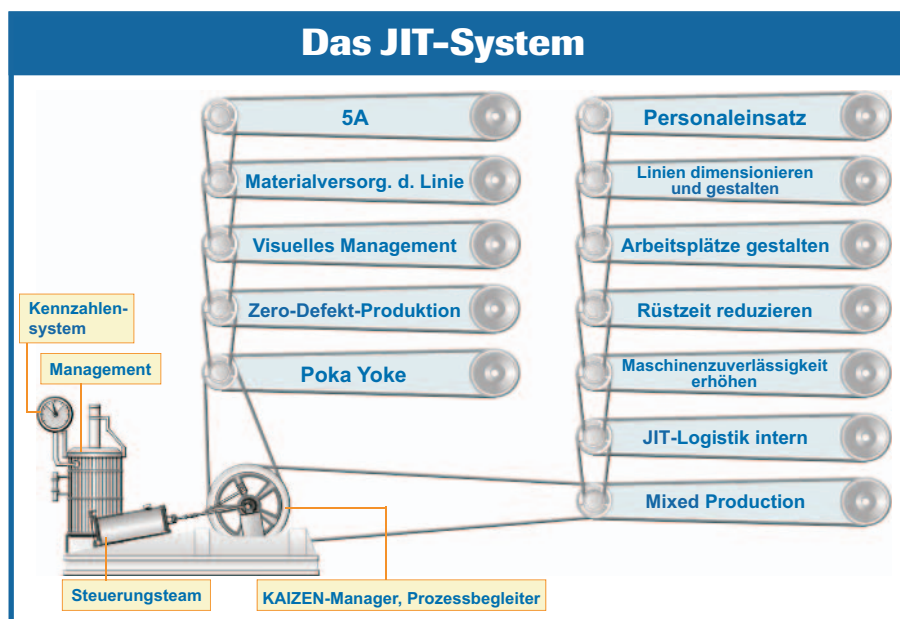 Das JIT-System
5A
Materialversorg. d. Linie
Visuelles Management
Zero-Defekt-Produktion
Poka Yoke
Personaleinsatz
Linien dimensionieren
und gestalten
Arbeitsplätze gestalten
Rüstzeit reduzieren
Maschinenzuverlässigkeit
erhöhen
JIT-Logistik intern
Mixed Production
Kennzahlen-
system
Management
Steuerungsteam
KAIZEN-Manager, Prozessbegleiter